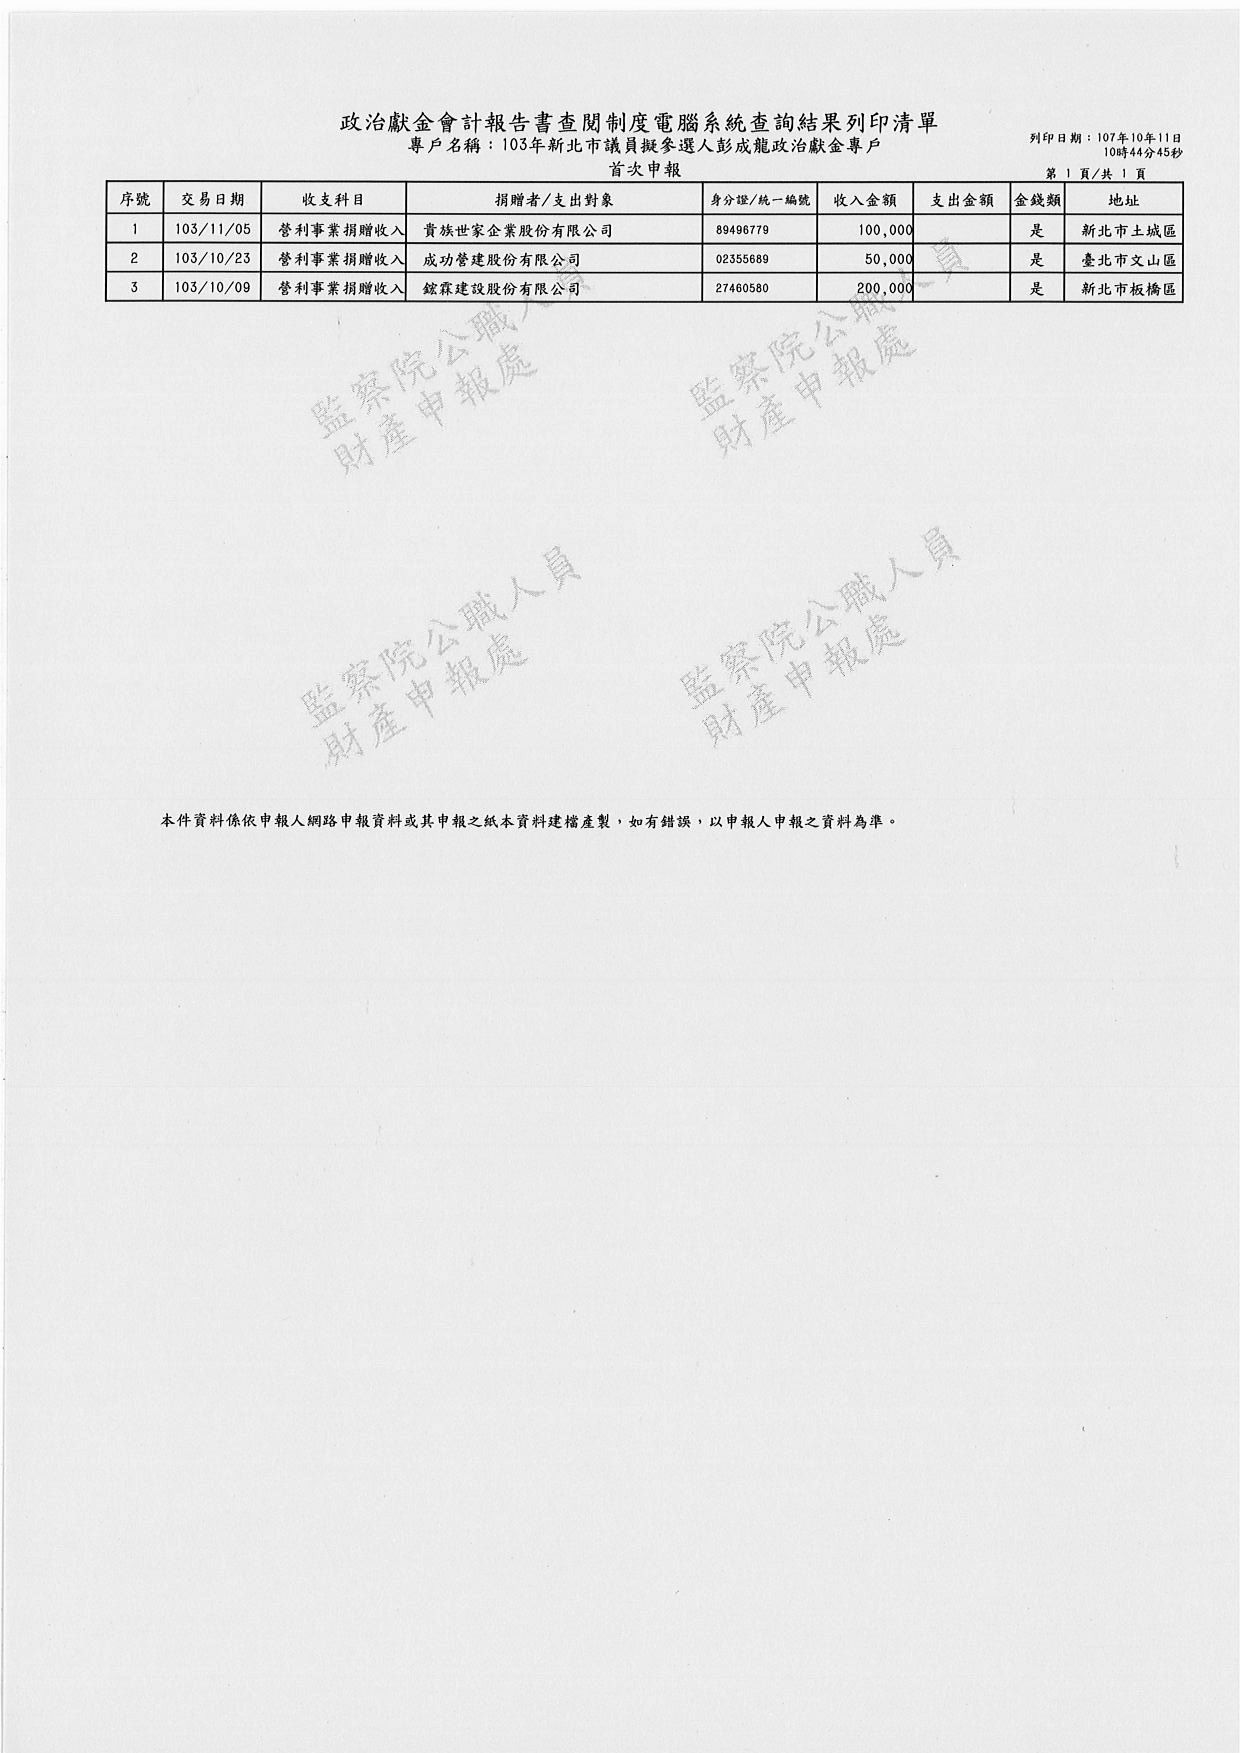 政治獻金會計報告書查閱制度電腦系統查詢結果列印清單
專戶名稱：103年新北市議員擬參選人彭成龍政治獻金專戶
列印日期：107年10年11日
10時44分45秒
首次申報
第 1 頁/共 1 頁
序號 交易日期 收支科目 捐贈者/支出對象 身分證/統一編號 收入金額 支出金額 金錢類 地址
1 103/11/05 營利事業捐贈收入 貴族世家企業股份有限公司 89496779 100,000 是 新北市土城區
2 103/10/23 營利事業捐贈收入 成功營建股份有限公司 02355689 50,000 是 臺北市文山區
3 103/10/09 營利事業捐贈收入 鋐霖建設股份有限公司 27460580 200,000 是 新北市板橋區
監察院公職人員
財產申報處
監察院公職人員
財產申報處
監察院公職人員
財產申報處
監察院公職人員
財產申報處
本件資料係依申報人網路申報資料或其申報之紙本資料建檔產製，如有錯誤，以申報人申報之資料為準。